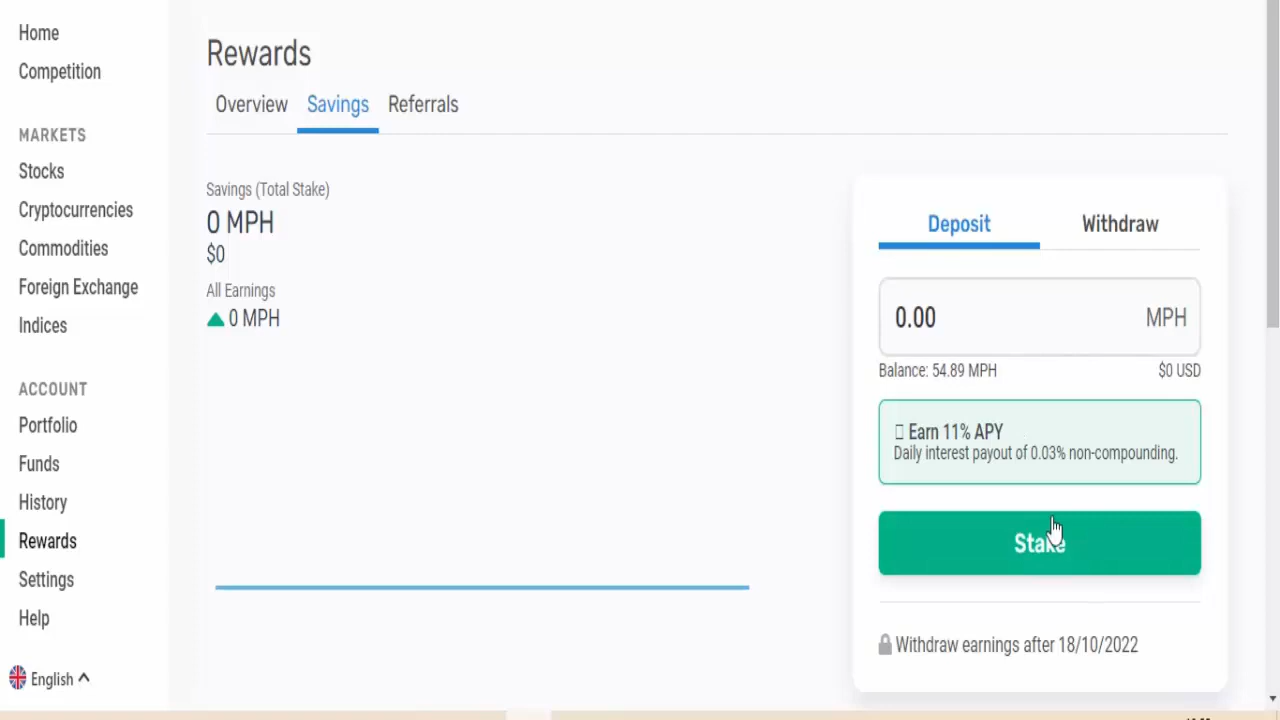 Home
Competition
MARKETS
Stocks
Cryptocurrencies
Commodities
Foreign Exchange
Indices
ACCOUNT
Portfolio
Funds
History
Rewards
Settings
Help
English
Rewards
Overview Savings Referrals
Savings (Total Stake)
0 MPH
$0
All Earnings
0 MPH
Deposit Withdraw
0.00 MPH
Balance: 54.89 MPH $0 USD
Earn 11% APY
Daily interest payout of 0.03% non-compounding.
Stake
Withdraw earnings after 18/10/2022